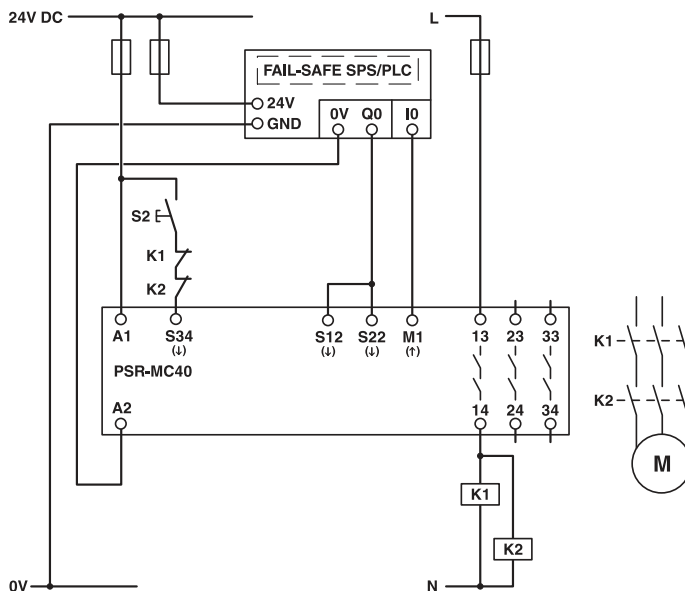 24V DC
L
FAIL-SAFE SPS/PLC
24V
GND
0V Q0 I0
S2
K1
K2
A1 S34 S12 S22 M1 13 23 33
(↓) (↓) (↓) (↑)
PSR-MC40
A2 14 24 34
K1
K2
M
K1
K2
0V N